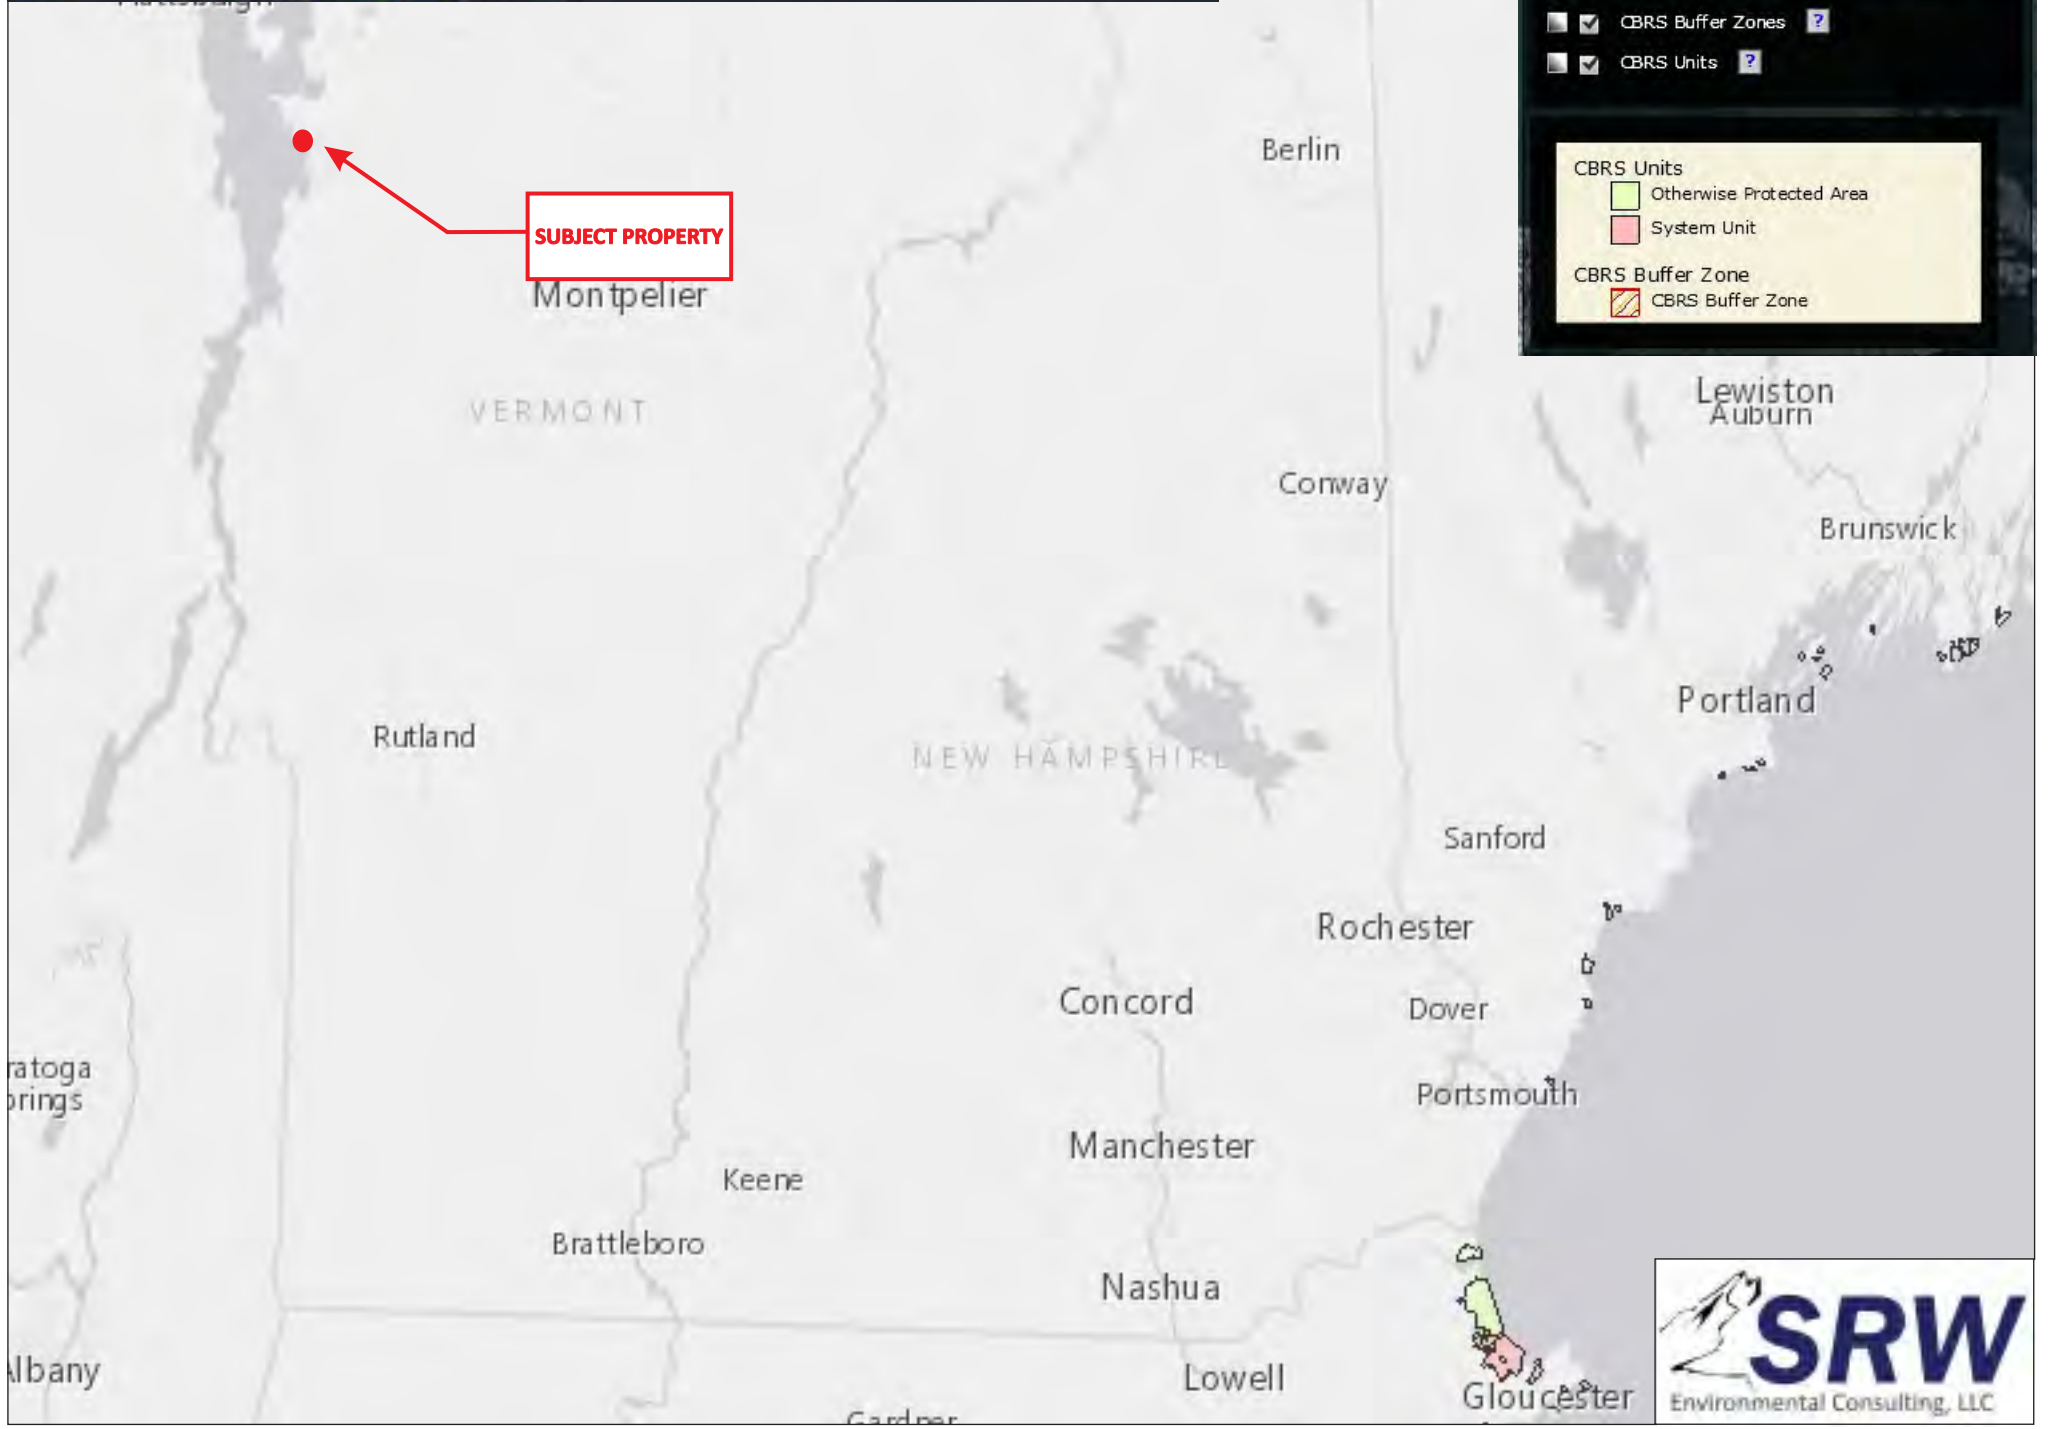 CBRS Buffer Zones ?
CBRS Units ?
CBRS Units
Otherwise Protected Area
System Unit
CBRS Buffer Zone
CBRS Buffer Zone
Berlin
SUBJECT PROPERTY
Montpelier
VERMONT
Lewiston
Auburn
Conway
Brunswick
Portland
Rutland
NEW HAMPSHIRE
Sanford
Rochester
Concord
Dover
ratoga
prings
Portsmouth
Manchester
Keene
Brattleboro
Nashua
Albany
Lowell
Gloucester
Gardner
SRW
Environmental Consulting, LLC